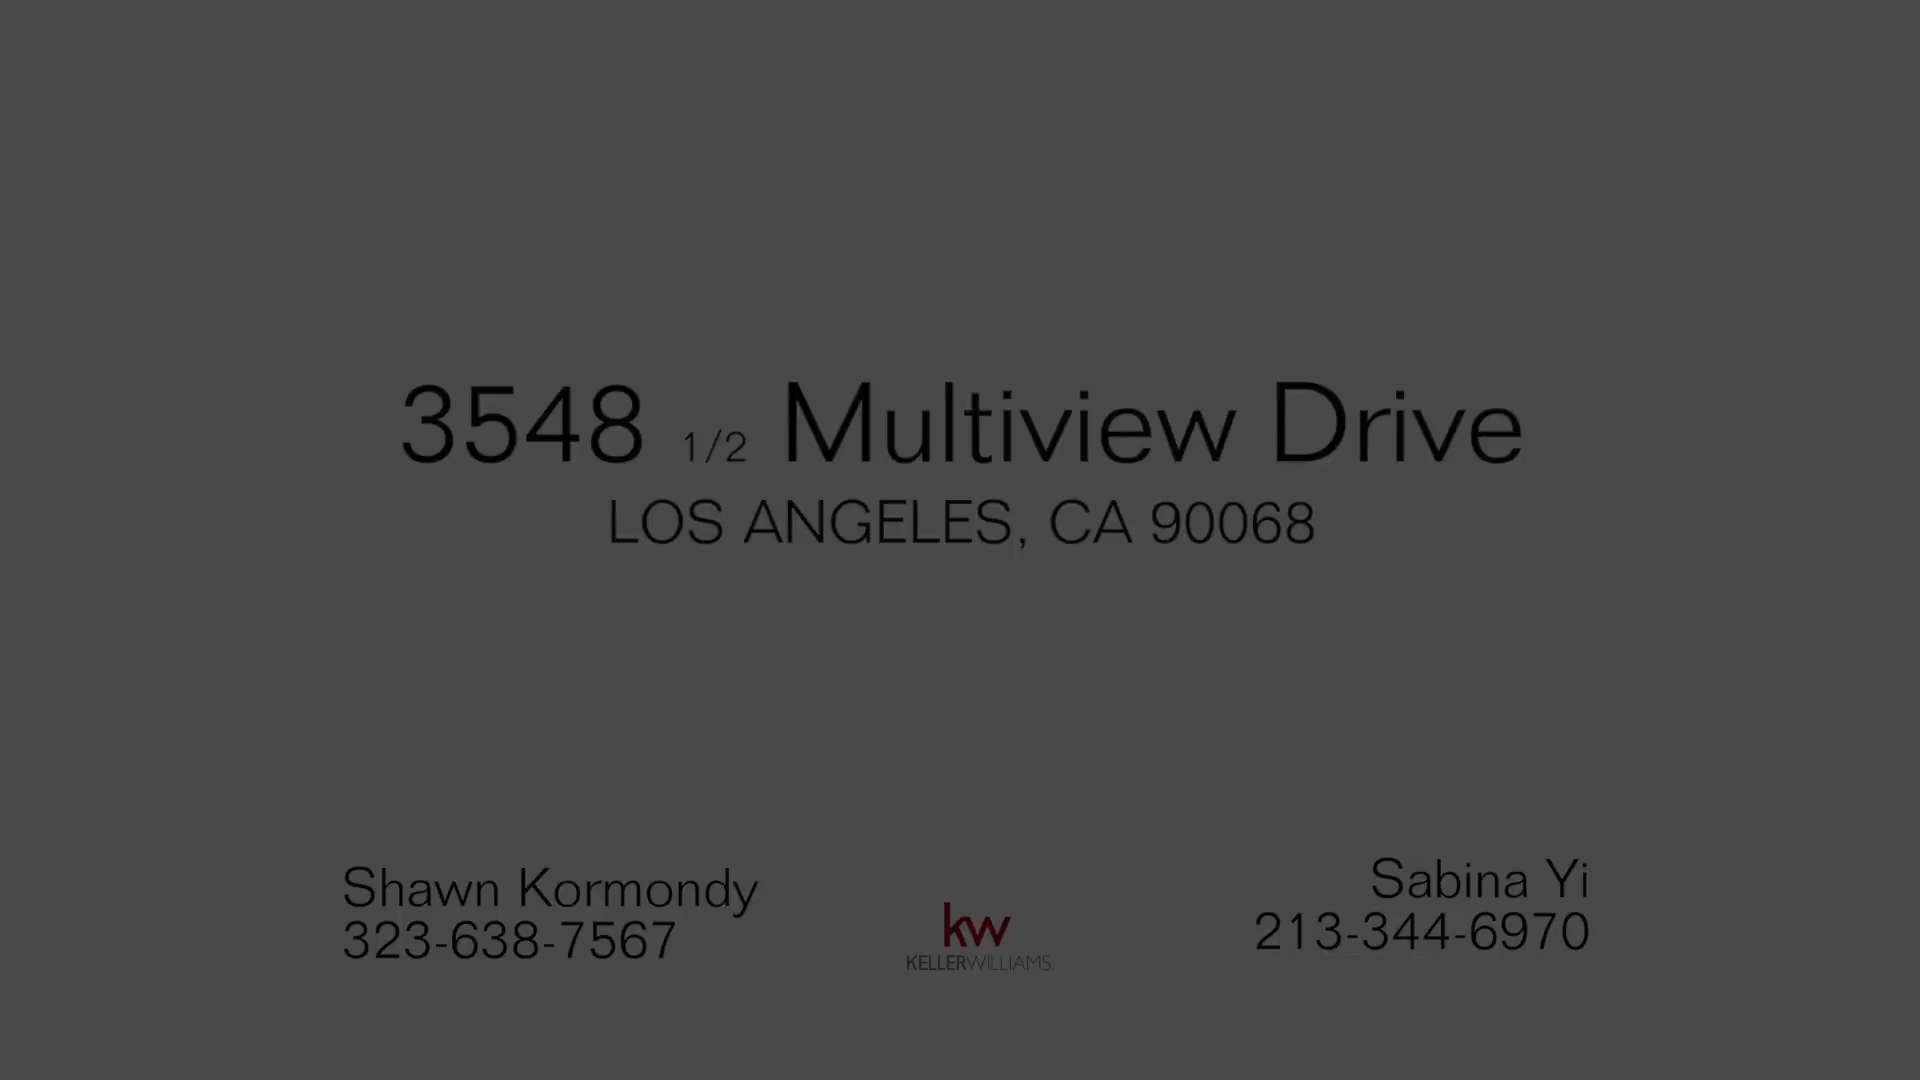 3548 1/2 Multiview Drive
LOS ANGELES, CA 90068
Shawn Kormondy
323-638-7567
kw
KELLERWILLIAMS.
Sabina Yi
213-344-6970